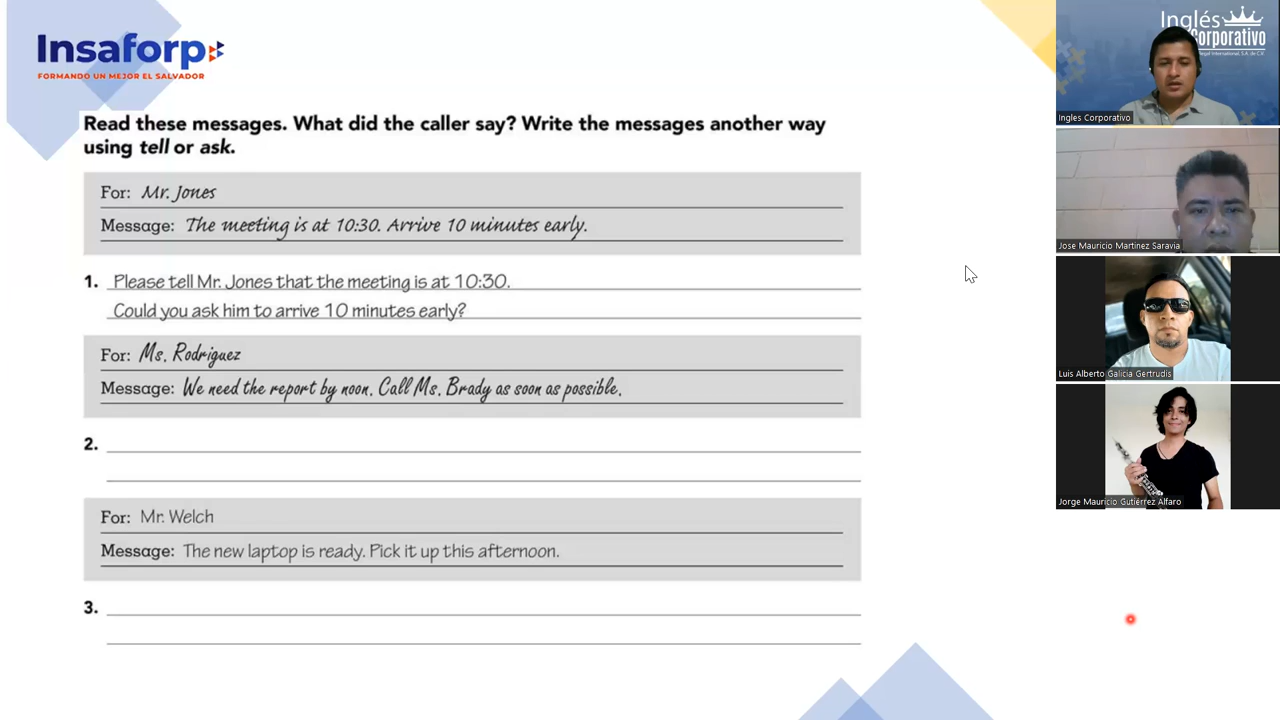 Insaforp
FORMANDO UN MEJOR EL SALVADOR
Read these messages. What did the caller say? Write the messages another way
using tell or ask.
For: Mr. Jones
Message: The meeting is at 10:30. Arrive 10 minutes early.
1. Please tell Mr. Jones that the meeting is at 10:30.
Could you ask him to arrive 10 minutes early?
For: Ms. Rodriguez
Message: We need the report by noon. Call Ms. Brady as soon as possible.
2.
For: Mr. Welch
Message: The new laptop is ready. Pick it up this afternoon.
3.
Inglés
Corporativo
Ingles Corporativo
Jose Mauricio Martinez Saravia
Luis Alberto Galicia Gertrudis
Jorge Mauricio Gutiérrez Alfaro